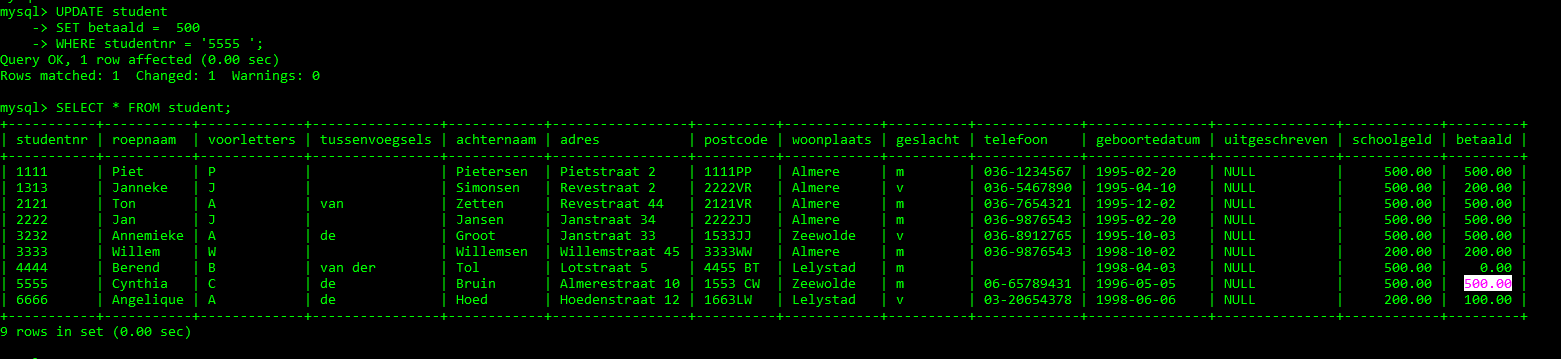 mysql> UPDATE student
    -> SET betaald =  500
    -> WHERE studentnr = '5555 ';
Query OK, 1 row affected (0.00 sec)
Rows matched: 1  Changed: 1  Warnings: 0

mysql> SELECT * FROM student;
+-----------+-----------+-------------+----------------+------------+----------------+----------+------------+----------+-------------+---------------+----------------+------------+---------+
| studentnr | roepnaam  | voorletters | tussenvoegsels | achternaam | adres           | postcode | woonplaats | geslacht | telefoon    | geboortedatum | uitgeschreven | schoolgeld | betaald |
+-----------+-----------+-------------+----------------+------------+----------------+----------+------------+----------+-------------+---------------+----------------+------------+---------+
| 1111      | Piet      | P           |                | Pietersen  | Pietstraat 2    | 1111PP   | Almere     | m        | 036-1234567 | 1995-02-20    | NULL          |     500.00 |  500.00 |
| 1313      | Janneke   | J           |                | Simonsen   | Revestraat 2    | 2222VR   | Almere     | v        | 036-5467890 | 1995-04-10    | NULL          |     500.00 |  200.00 |
| 2121      | Ton       | A           | van            | Zetten     | Revestraat 44   | 2121VR   | Almere     | m        | 036-7654321 | 1995-12-02    | NULL          |     500.00 |  500.00 |
| 2222      | Jan       | J           |                | Jansen     | Janstraat 34    | 2222JJ   | Almere     | m        | 036-9876543 | 1995-02-20    | NULL          |     500.00 |  500.00 |
| 3232      | Annemieke | A           | de             | Groot      | Janstraat 33    | 1533JJ   | Zeewolde   | m        | 036-8912765 | 1995-10-03    | NULL          |     500.00 |  500.00 |
| 3333      | Willem    | W           |                | Willemsen  | Willemstraat 45 | 3333WW   | Almere     | m        | 036-9876543 | 1998-10-02    | NULL          |     200.00 |  200.00 |
| 4444      | Berend    | B           | van der        | Tol        | Lotstraat 5     | 4455 BT  | Lelystad   | m        |             | 1998-04-03    | NULL          |     500.00 |    0.00 |
| 5555      | Cynthia   | C           | de             | Bruin      | Almerestraat 10 | 1553 CW  | Zeewolde   | m        | 06-65789431 | 1996-05-05    | NULL          |     500.00 |  500.00 |
| 6666      | Angelique | A           | de             | Hoed       | Hoedenstraat 12 | 1663LW   | Lelystad   | v        | 03-20654378 | 1998-06-06    | NULL          |     200.00 |  100.00 |
+-----------+-----------+-------------+----------------+------------+----------------+----------+------------+----------+-------------+---------------+----------------+------------+---------+
9 rows in set (0.00 sec)